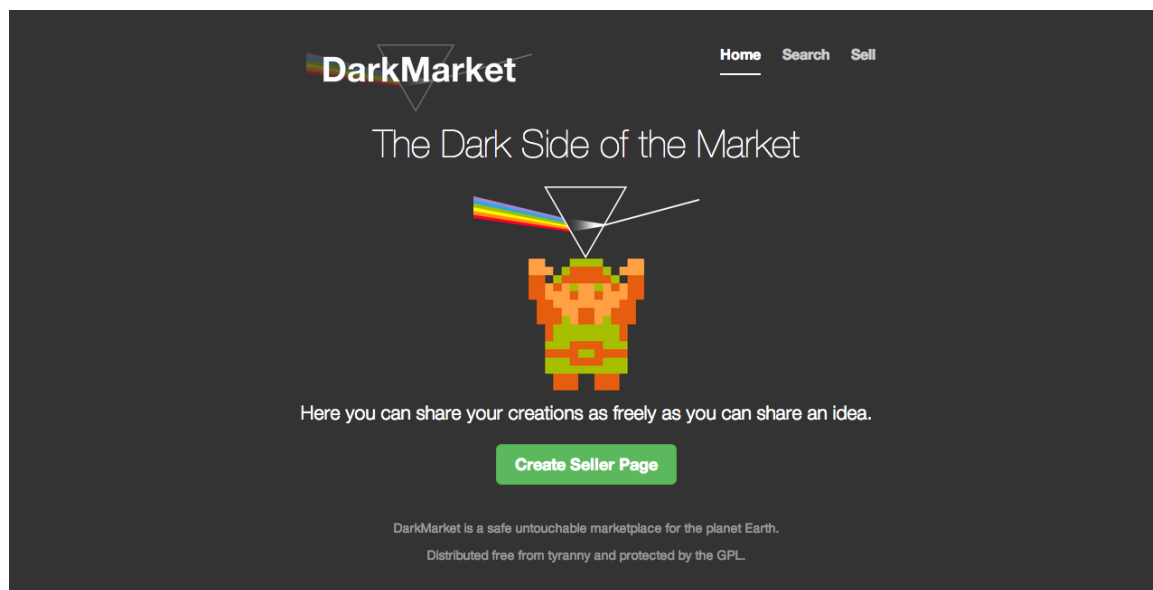 DarkMarket
Home Search Sell
The Dark Side of the Market
Here you can share your creations as freely as you can share an idea.
Create Seller Page
DarkMarket is a safe untouchable marketplace for the planet Earth.
Distributed free from tyranny and protected by the GPL.